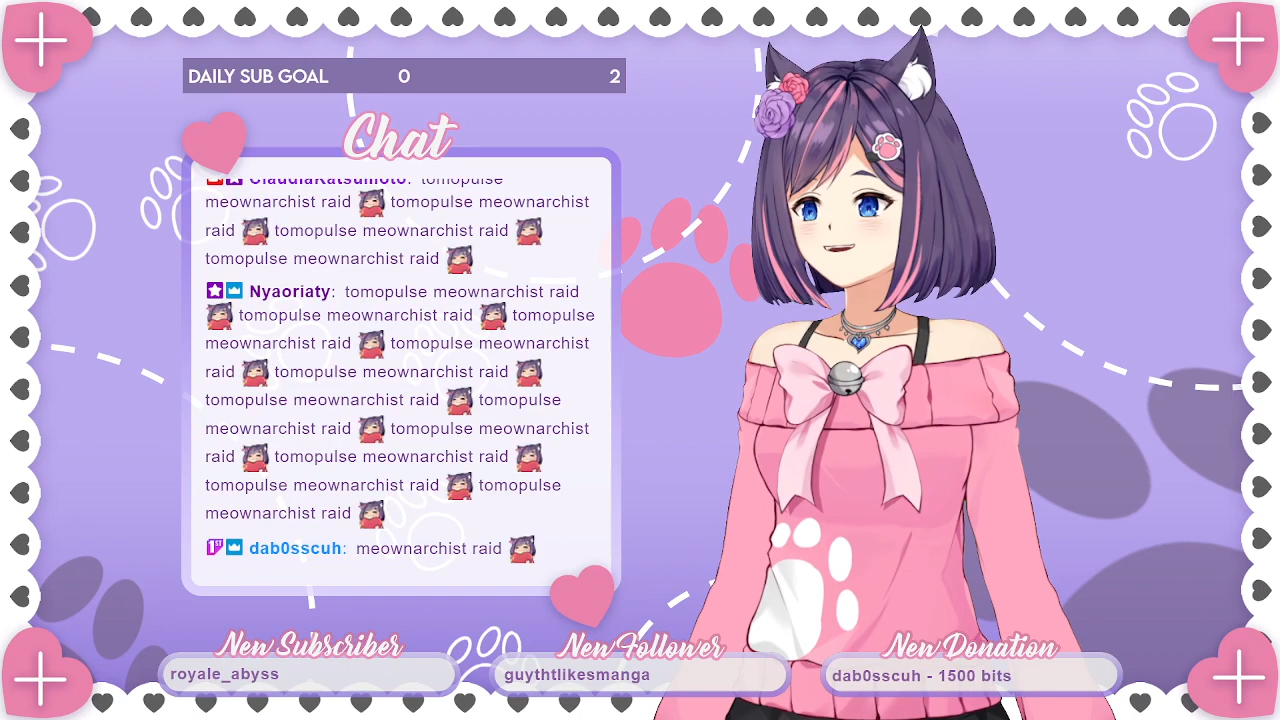 DAILY SUB GOAL 0 2
Chat
ClaudiaKatsumoto: tomopulse
meownarchist raid tomopulse meownarchist
raid tomopulse meownarchist raid
tomopulse meownarchist raid
Nyaoriaty: tomopulse meownarchist raid
tomopulse meownarchist raid tomopulse
meownarchist raid tomopulse meownarchist
raid tomopulse meownarchist raid
tomopulse meownarchist raid tomopulse
meownarchist raid tomopulse meownarchist
raid tomopulse meownarchist raid
tomopulse meownarchist raid tomopulse
meownarchist raid
dab0sscuh: meownarchist raid
New Subscriber
royale_abyss
New Follower
guythtlikesmanga
New Donation
dab0sscuh - 1500 bits